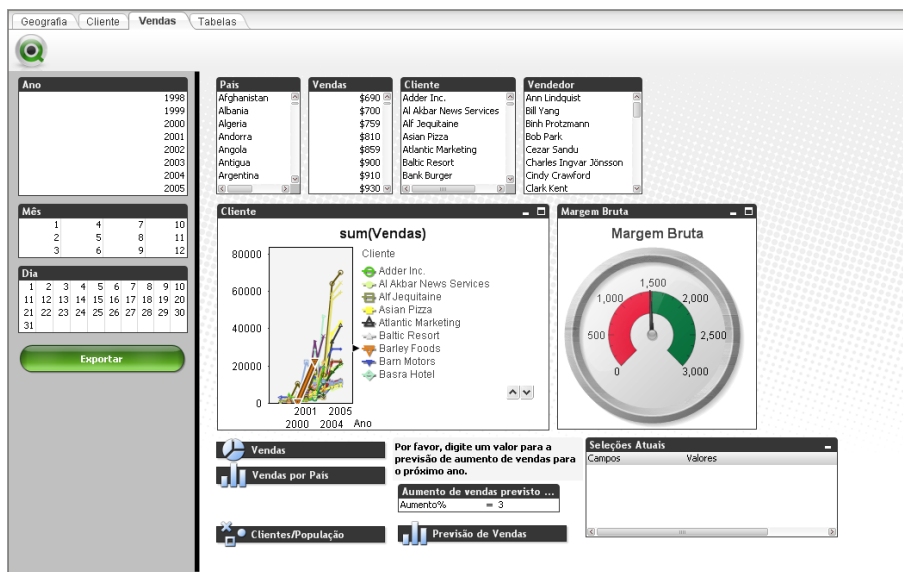 Geografia Cliente Vendas Tabelas
Ano
1998
1999
2000
2001
2002
2003
2004
2005
Mês
1 4 7 10
2 5 8 11
3 6 9 12
Dia
1 2 3 4 5 6 7 8 9 10
11 12 13 14 15 16 17 18 19 20
21 22 23 24 25 26 27 28 29 30
31
Exportar
País
Afghanistan
Albania
Algeria
Andorra
Angola
Antigua
Argentina
Vendas
$690
$700
$759
$810
$859
$900
$910
$930
Cliente
Adder Inc.
Al Akbar News Services
Alf Jequitaine
Asian Pizza
Atlantic Marketing
Baltic Resort
Bank Burger
Vendedor
Ann Lindquist
Bill Yang
Binh Protzmann
Bob Park
Cezar Sandu
Charles Ingvar Jönsson
Cindy Crawford
Clark Kent
Cliente
sum(Vendas)
80000
60000
40000
20000
0
2001 2005
2000 2004 Ano
Cliente
Adder Inc.
Al Akbar News Services
Alf Jequitaine
Asian Pizza
Atlantic Marketing
Baltic Resort
Barley Foods
Barn Motors
Basra Hotel
Margem Bruta
Margem Bruta
1,500
1,000 2,000
500 2,500
0 3,000
Vendas
Vendas por País
Clientes/População
Por favor, digite um valor para a
previsão de aumento de vendas para
o próximo ano.
Aumento de vendas previsto ...
Aumento% = 3
Previsão de Vendas
Seleções Atuais
Campos Valores